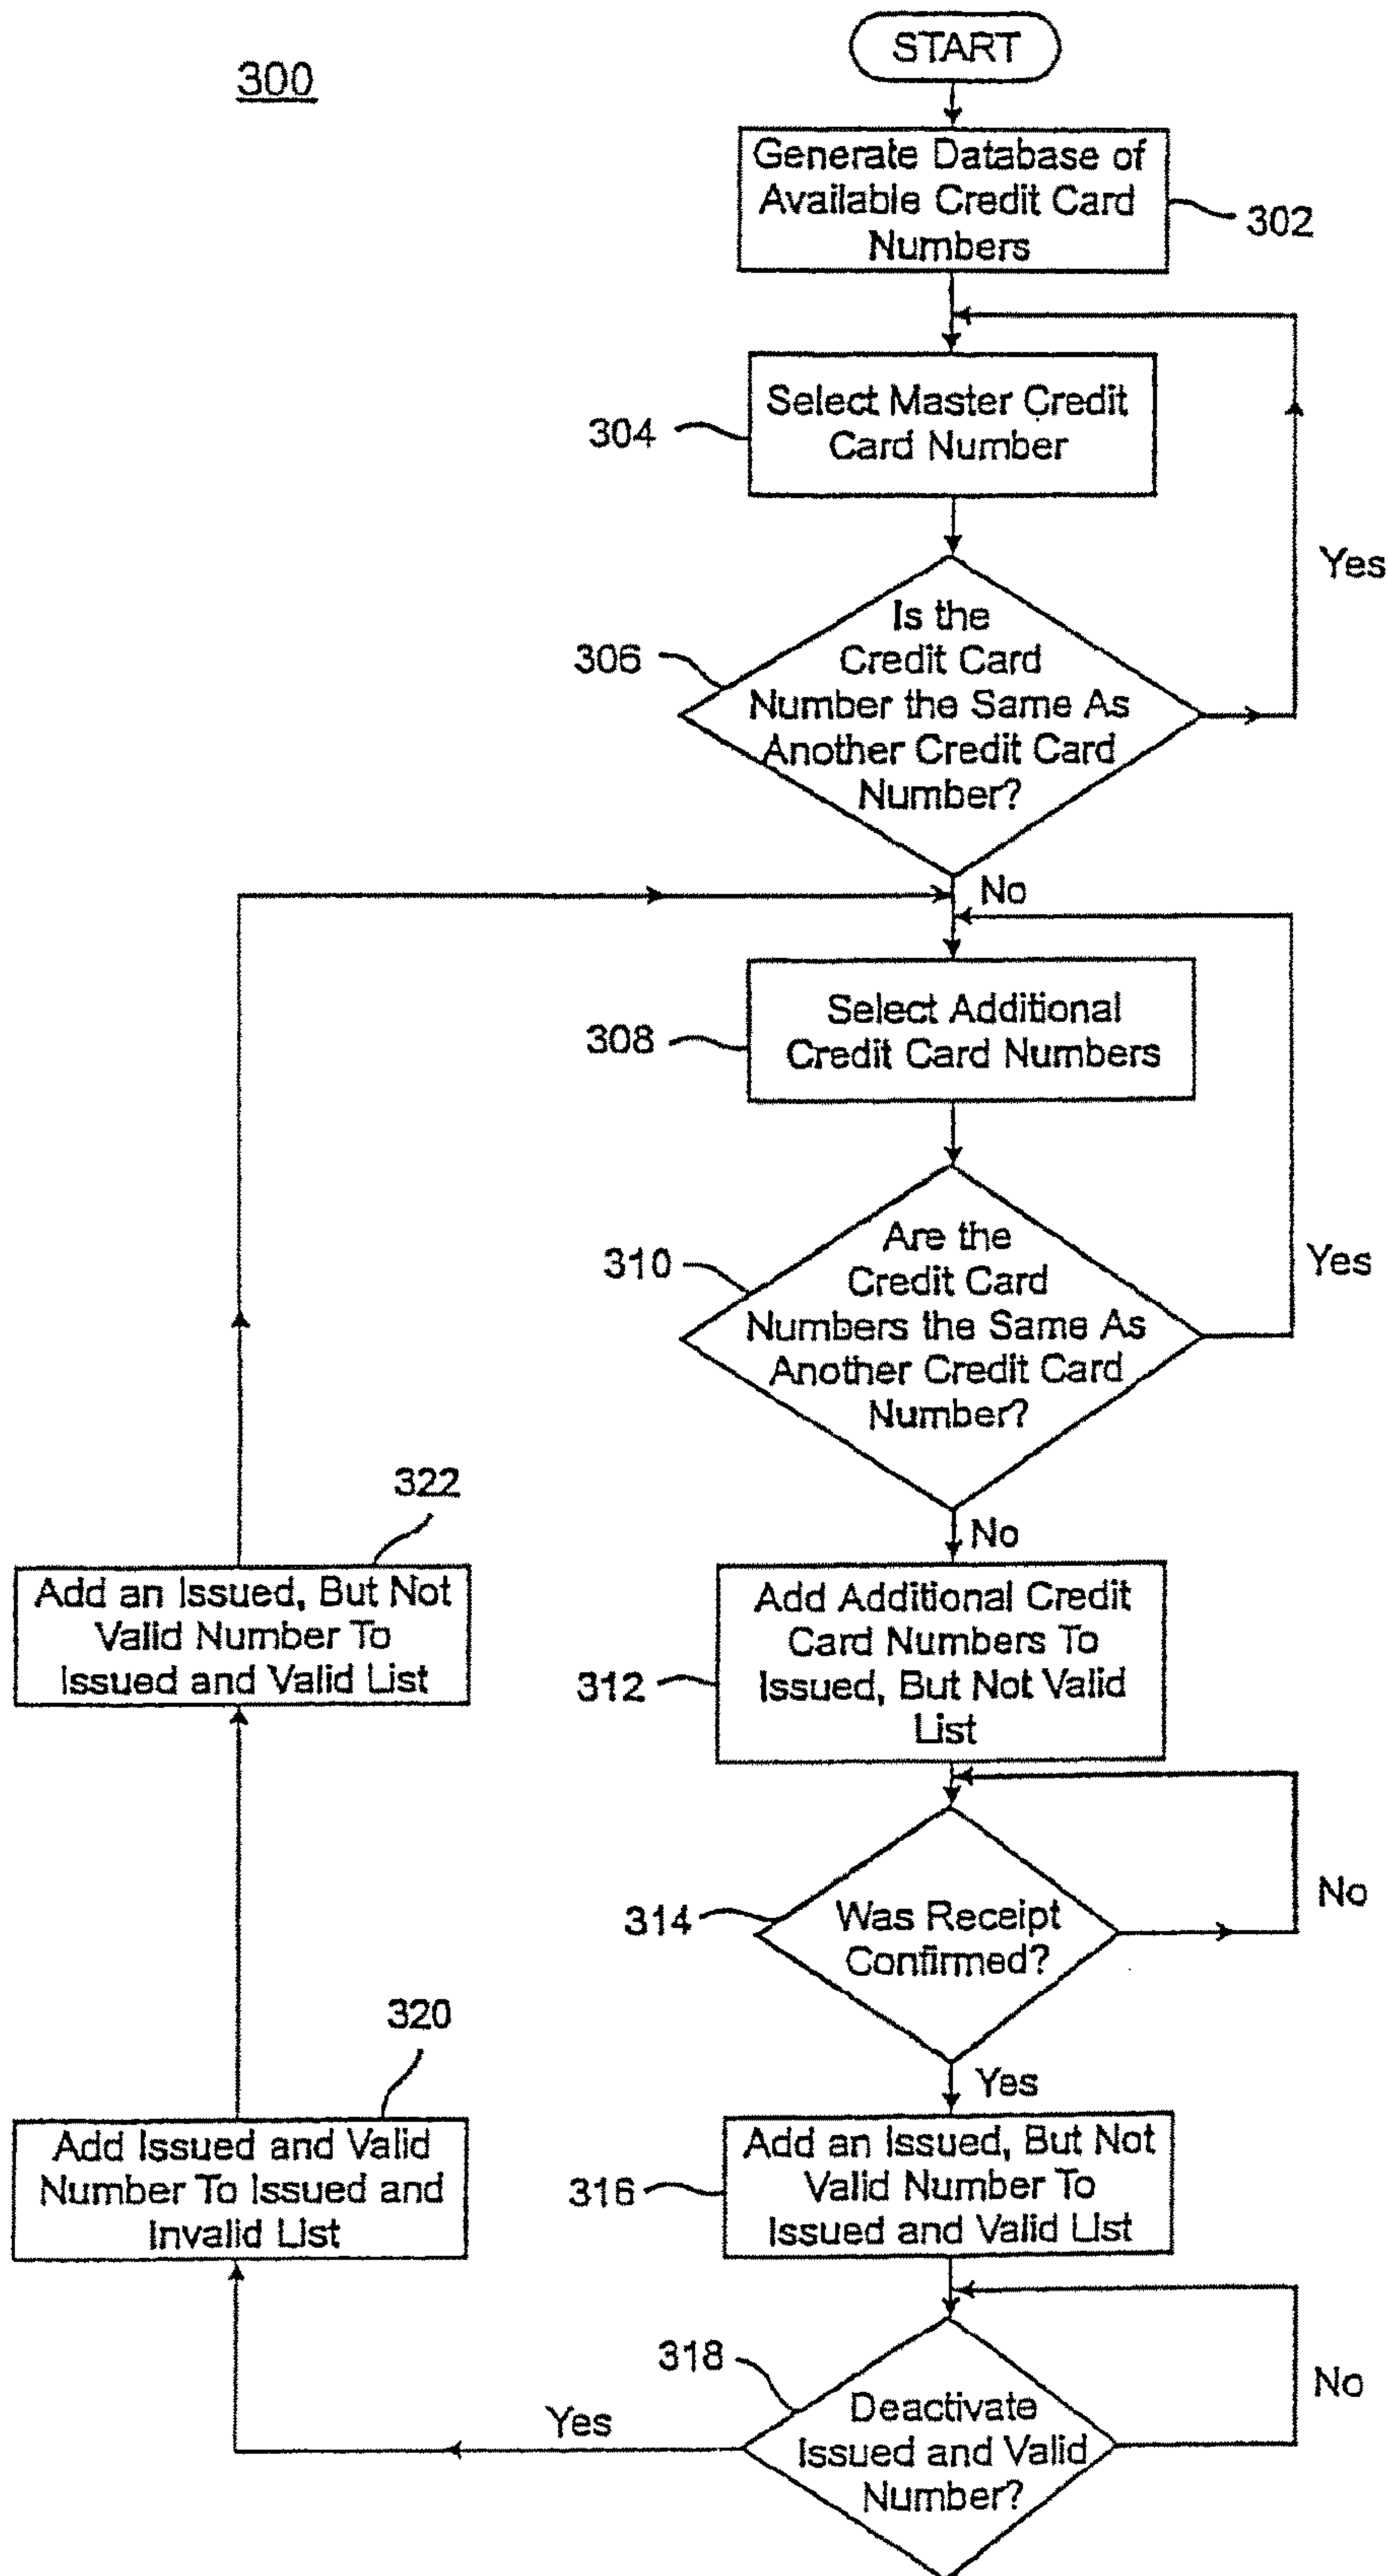 300
START
Generate Database of
Available Credit Card
Numbers
302
Select Master Credit
Card Number
304
Yes
Is the
Credit Card
Number the Same As
Another Credit Card
Number?
306
No
Select Additional
Credit Card Numbers
308
Are the
Credit Card
Numbers the Same As
Another Credit Card
Number?
310
Yes
No
322
Add an Issued, But Not
Valid Number To
Issued and Valid List
Add Additional Credit
Card Numbers To
Issued, But Not Valid
List
312
Was Receipt
Confirmed?
314
No
Yes
320
Add Issued and Valid
Number To Issued and
Invalid List
Add an Issued, But Not
Valid Number To
Issued and Valid List
316
318
Deactivate
Issued and Valid
Number?
Yes
No